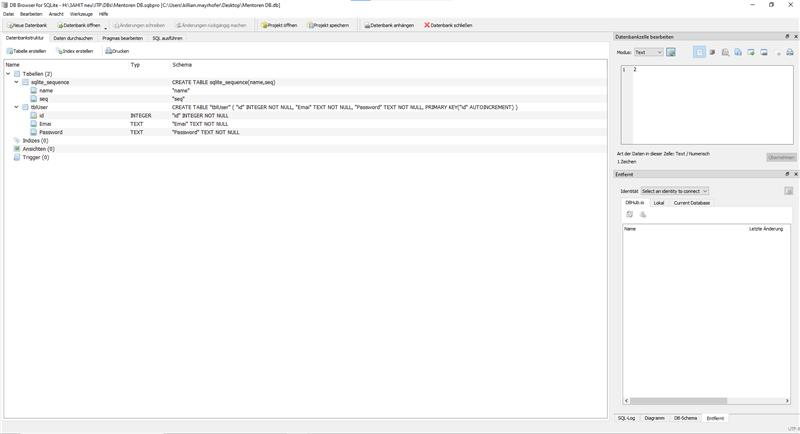 DB Browser for SQLite - H:\3AHIT neu\ITP\DBs\Mentoren DB.sqbpro [C:\Users\lillian.mayrhofer\Desktop\Mentoren DB.db]
Datei Bearbeiten Ansicht Werkzeuge Hilfe
Neue Datenbank Datenbank öffnen Änderungen schreiben Änderungen rückgängig machen Projekt öffnen Projekt speichern Datenbank anhängen Datenbank schließen
Datenbankstruktur Daten durchsuchen Pragmas bearbeiten SQL ausführen
Tabelle erstellen Index erstellen Drucken
Name Typ Schema
Tabellen (2)
sqlite_sequence CREATE TABLE sqlite_sequence(name,seq)
name "name"
seq "seq"
tblUser CREATE TABLE "tblUser" ( "id" INTEGER NOT NULL, "Emai" TEXT NOT NULL, "Password" TEXT NOT NULL, PRIMARY KEY("id" AUTOINCREMENT) )
id INTEGER "id" INTEGER NOT NULL
Emai TEXT "Emai" TEXT NOT NULL
Password TEXT "Password" TEXT NOT NULL
Indizes (0)
Ansichten (0)
Trigger (0)
Datenbankzelle bearbeiten
Modus: Text
1 2
Art der Daten in dieser Zelle: Text / Numerisch
1 Zeichen
Übernehmen
Entfernt
Identität Select an identity to connect
DBHub.io Lokal Current Database
Name Letzte Änderung
SQL-Log Diagramm DB-Schema Entfernt
UTF-8